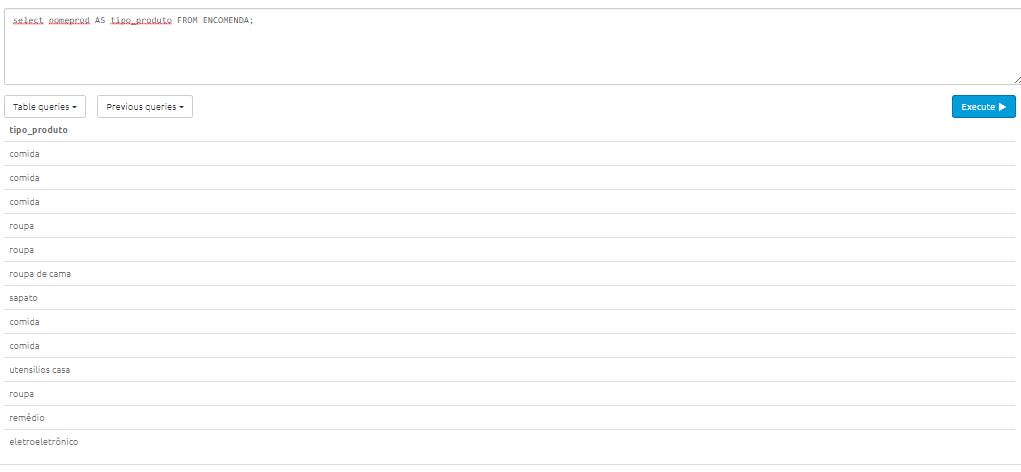 select nomeprod AS tipo_produto FROM ENCOMENDA;
Table queries Previous queries Execute
tipo_produto
comida
comida
comida
roupa
roupa
roupa de cama
sapato
comida
comida
utensilios casa
roupa
remédio
eletroeletrônico